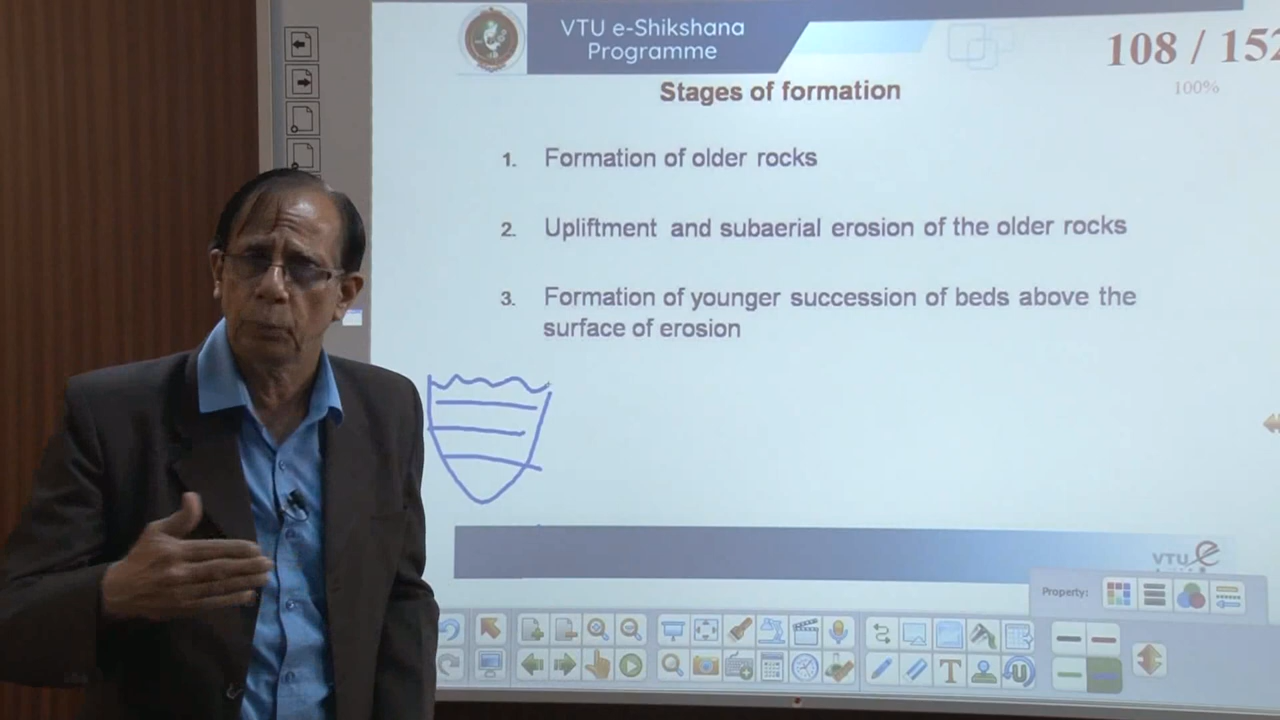 VTU e-Shikshana
Programme
108 / 152
100%
Stages of formation
1. Formation of older rocks
2. Upliftment and subaerial erosion of the older rocks
3. Formation of younger succession of beds above the
surface of erosion
VTU e
Property:
T